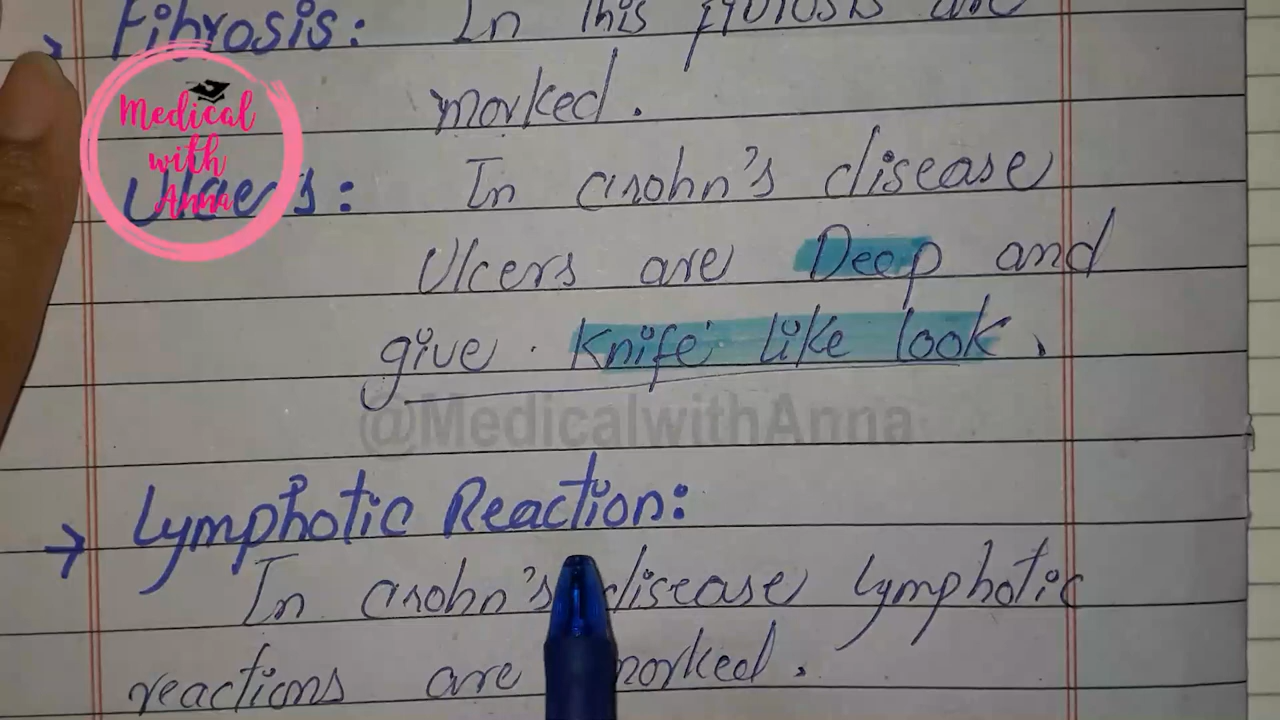 Fibrosis: In this fibrosis are
marked.
Medical
with
Anna
Ulcers: In crohn's disease
Ulcers are Deep and
give . Knife like look.
@MedicalwithAnna
→ Lymphotic Reaction:
In crohn's disease lymphotic
reactions are marked.